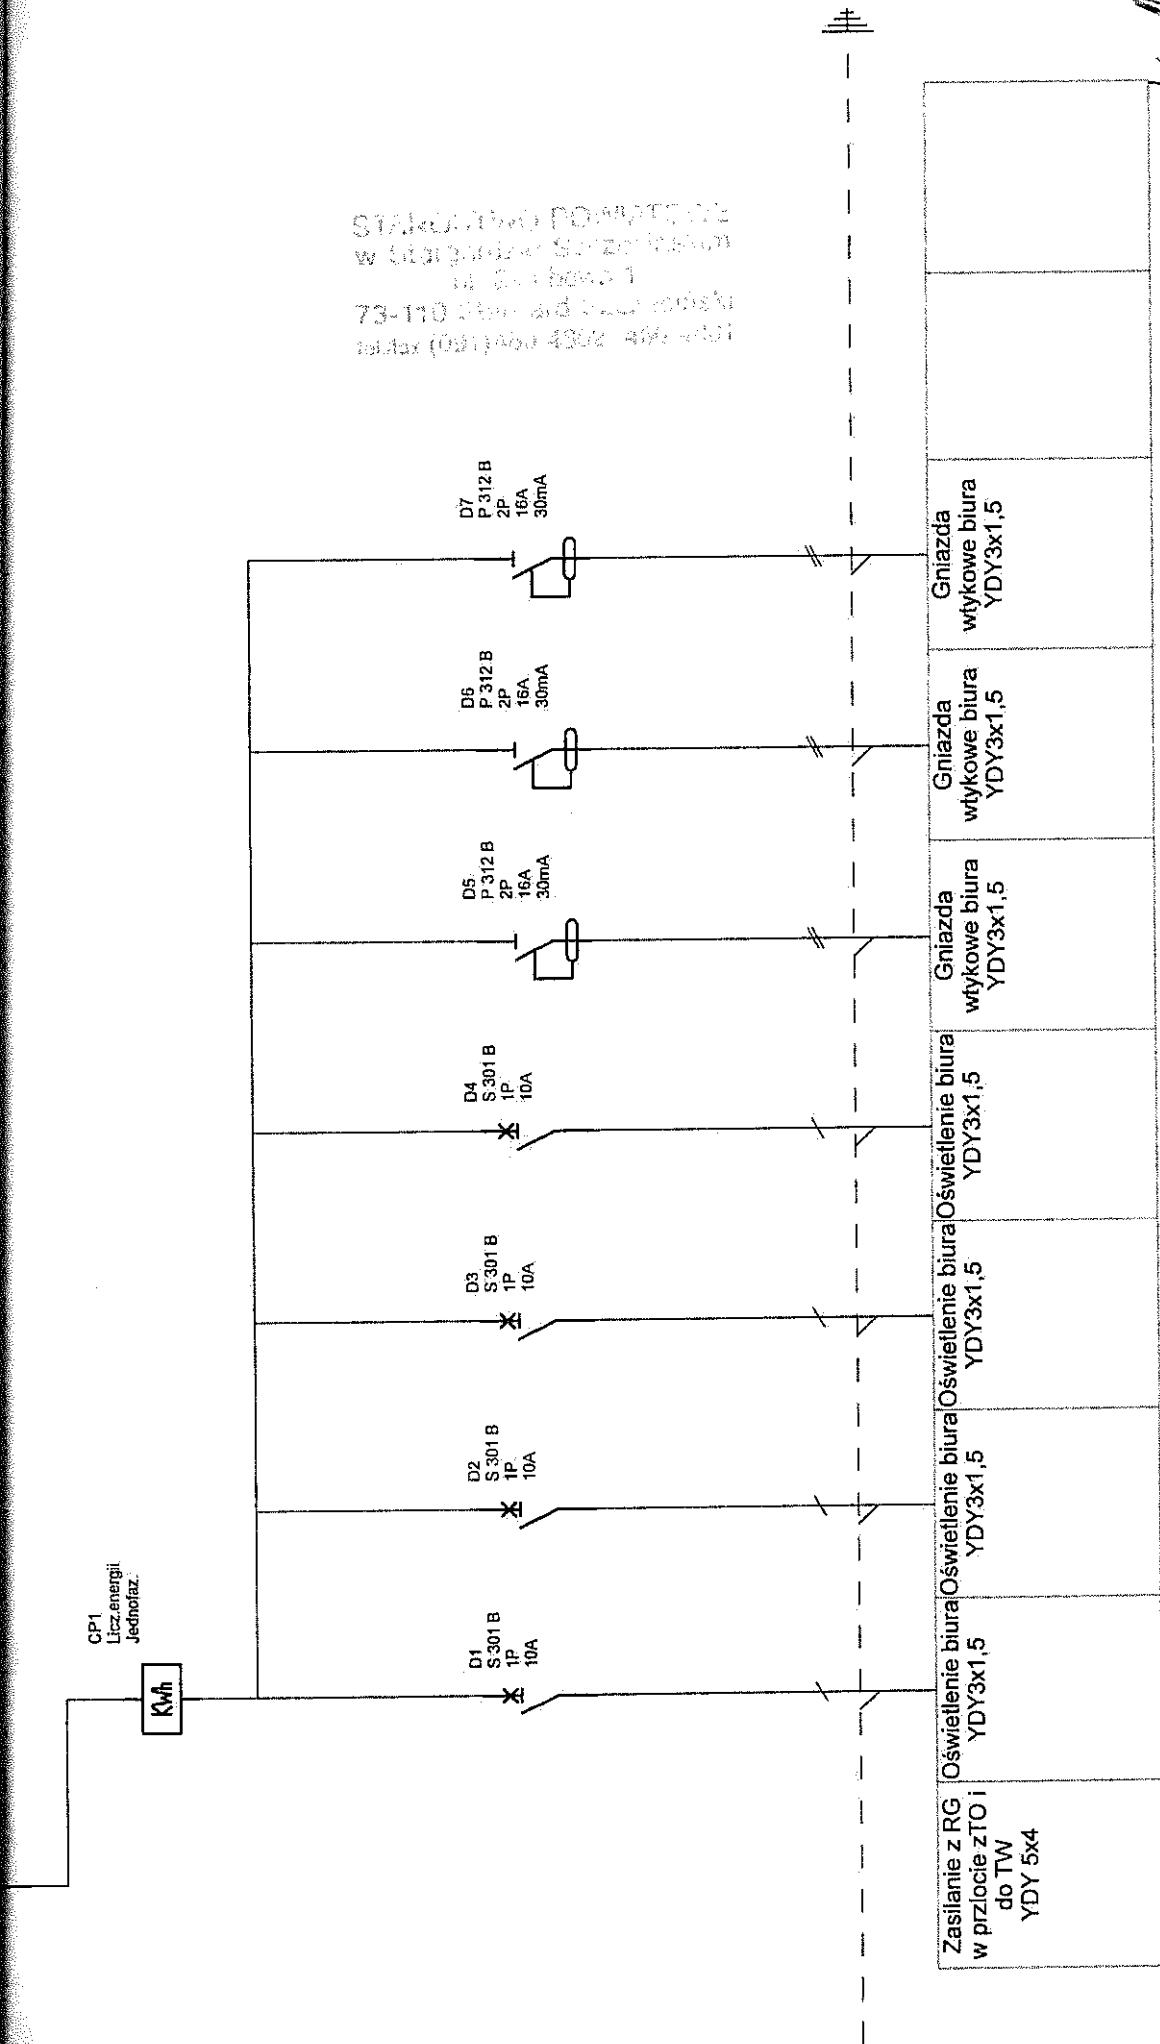 CP1
Licz.energii
Jednofaz.
KWh
D1
S 301 B
1P
10A
D2
S 301 B
1P
10A
D3
S 301 B
1P
10A
D4
S 301 B
1P
10A
D5
P 312 B
2P
16A
30mA
D6
P 312 B
2P
16A
30mA
D7
P 312 B
2P
16A
30mA
Zasilanie z RG
w przlocie zTO i
do TW
YDY 5x4
Oświetlenie biura
YDY3x1,5
Oświetlenie biura
YDY3x1,5
Oświetlenie biura
YDY3x1,5
Oświetlenie biura
YDY3x1,5
Gniazda
wtykowe biura
YDY3x1,5
Gniazda
wtykowe biura
YDY3x1,5
Gniazda
wtykowe biura
YDY3x1,5
w
73-110